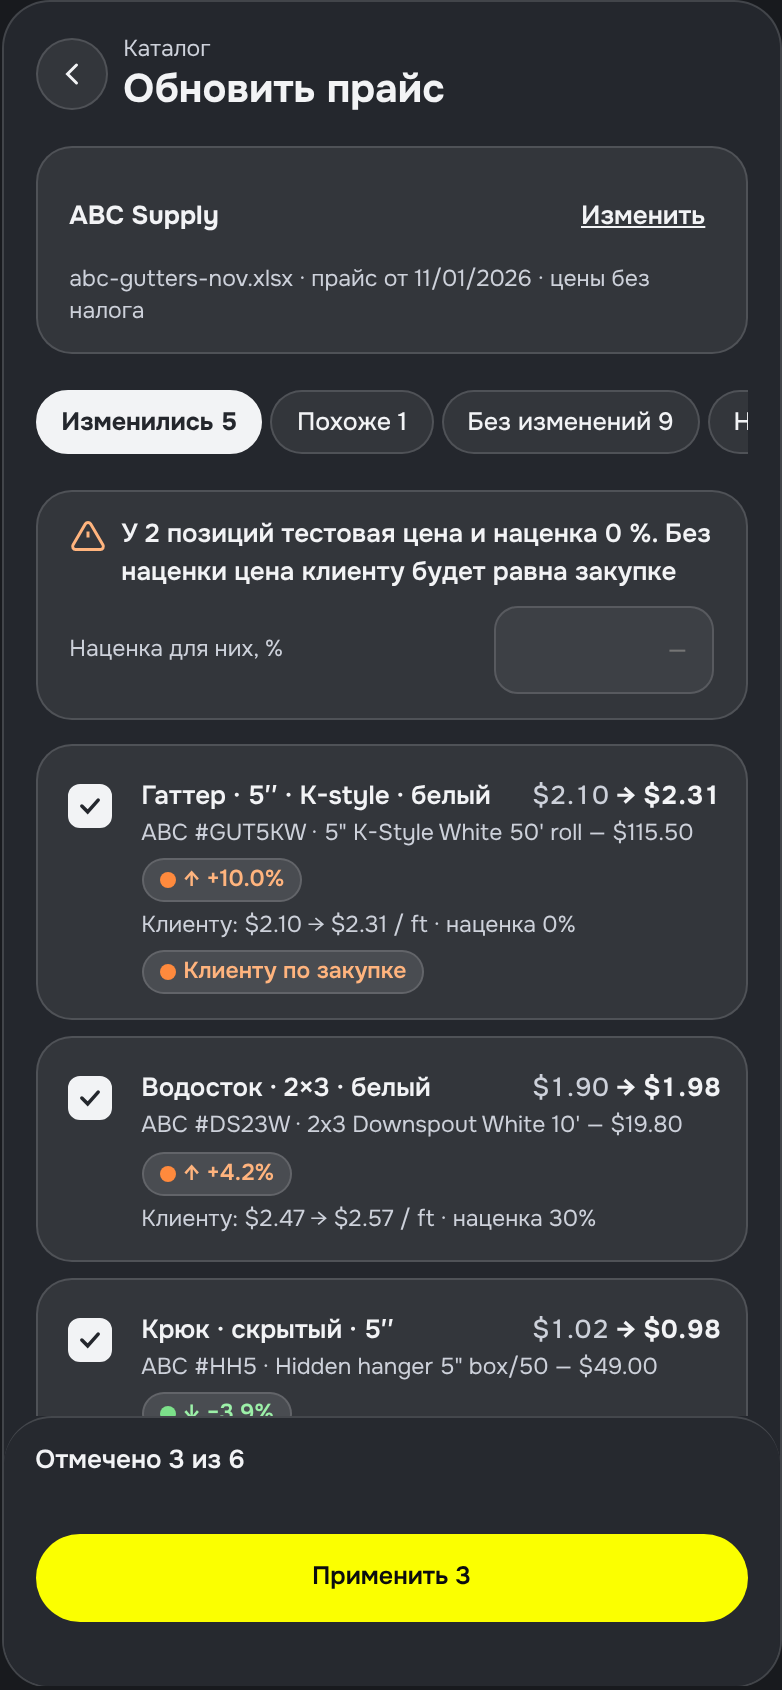 Каталог
Обновить прайс
ABC Supply
Изменить
abc-gutters-nov.xlsx · прайс от 11/01/2026 · цены без
налога
Изменились 5
Похоже 1
Без изменений 9
У 2 позиций тестовая цена и наценка 0 %. Без
наценки цена клиенту будет равна закупке
Наценка для них, %
—
Гаттер · 5″ · K-style · белый
$2.10 → $2.31
ABC #GUT5KW · 5" K-Style White 50' roll — $115.50
↑ +10.0%
Клиенту: $2.10 → $2.31 / ft · наценка 0%
Клиенту по закупке
Водосток · 2×3 · белый
$1.90 → $1.98
ABC #DS23W · 2x3 Downspout White 10' — $19.80
↑ +4.2%
Клиенту: $2.47 → $2.57 / ft · наценка 30%
Крюк · скрытый · 5″
$1.02 → $0.98
ABC #HH5 · Hidden hanger 5" box/50 — $49.00
↓ −3.9%
Отмечено 3 из 6
Применить 3